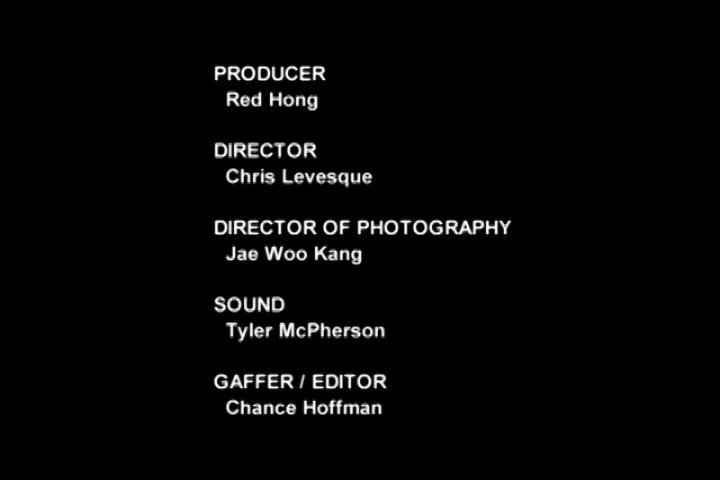 PRODUCER
Red Hong
DIRECTOR
Chris Levesque
DIRECTOR OF PHOTOGRAPHY
Jae Woo Kang
SOUND
Tyler McPherson
GAFFER / EDITOR
Chance Hoffman